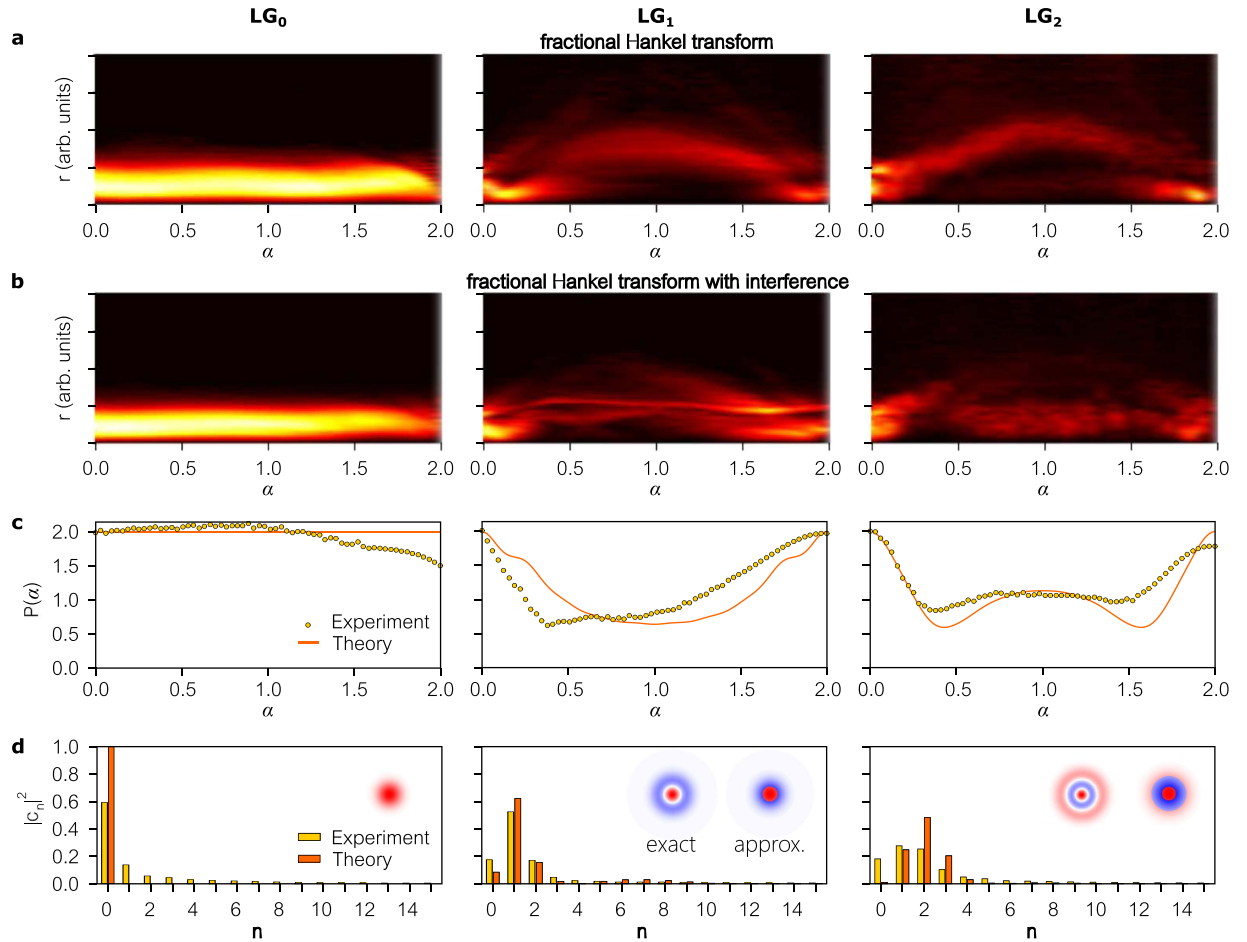 LG0 LG1 LG2
a
fractional Hankel transform
r (arb. units)
0.0 0.5 1.0 1.5 2.0 0.0 0.5 1.0 1.5 2.0 0.0 0.5 1.0 1.5 2.0
α α α
b
fractional Hankel transform with interference
r (arb. units)
0.0 0.5 1.0 1.5 2.0 0.0 0.5 1.0 1.5 2.0 0.0 0.5 1.0 1.5 2.0
α α α
c
P(α)
2.0
1.5
1.0
0.5
0.0
Experiment
Theory
0.0 0.5 1.0 1.5 2.0 0.0 0.5 1.0 1.5 2.0 0.0 0.5 1.0 1.5 2.0
α α α
d
|cn|²
1.0
0.8
0.6
0.4
0.2
0.0
Experiment
Theory
exact approx.
0 2 4 6 8 10 12 14 0 2 4 6 8 10 12 14 0 2 4 6 8 10 12 14
n n n